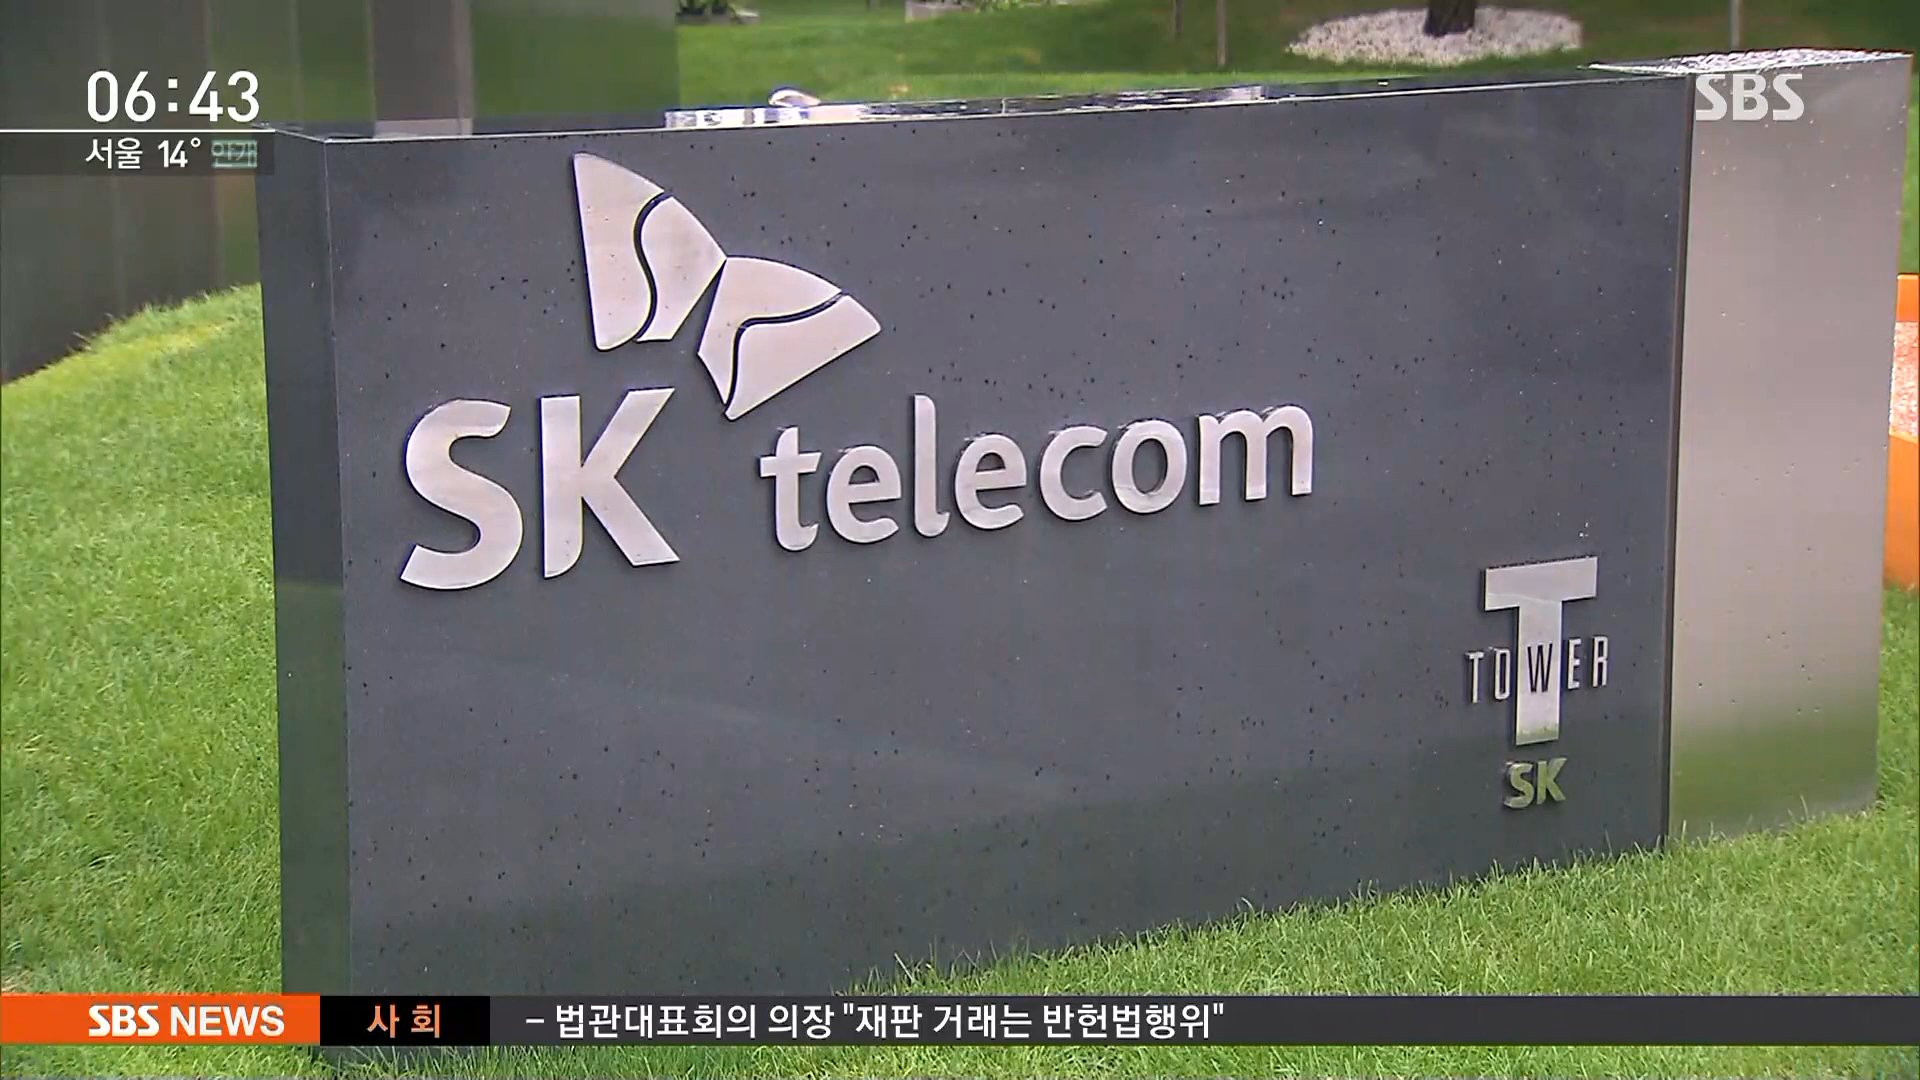 06:43
SBS
서울 14°
SK telecom
T
TOWER
SK
SBS NEWS
사회
- 법관대표회의 의장 "재판 거래는 반헌법행위"